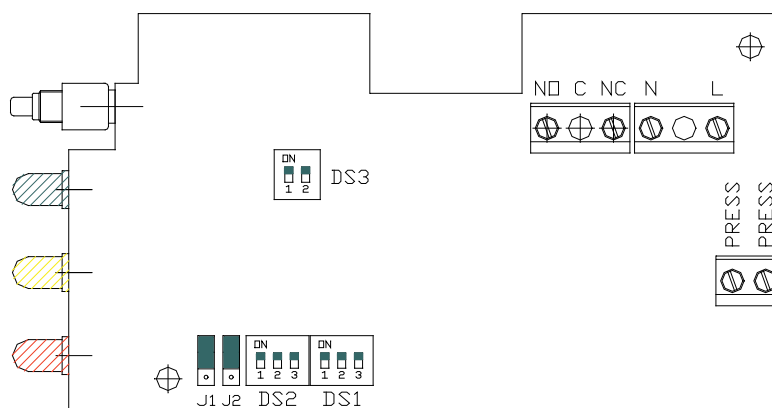 NO C NC N L
ON
1 2
DS3
PRESS PRESS
ON ON
1 2 3 1 2 3
J1 J2 DS2 DS1